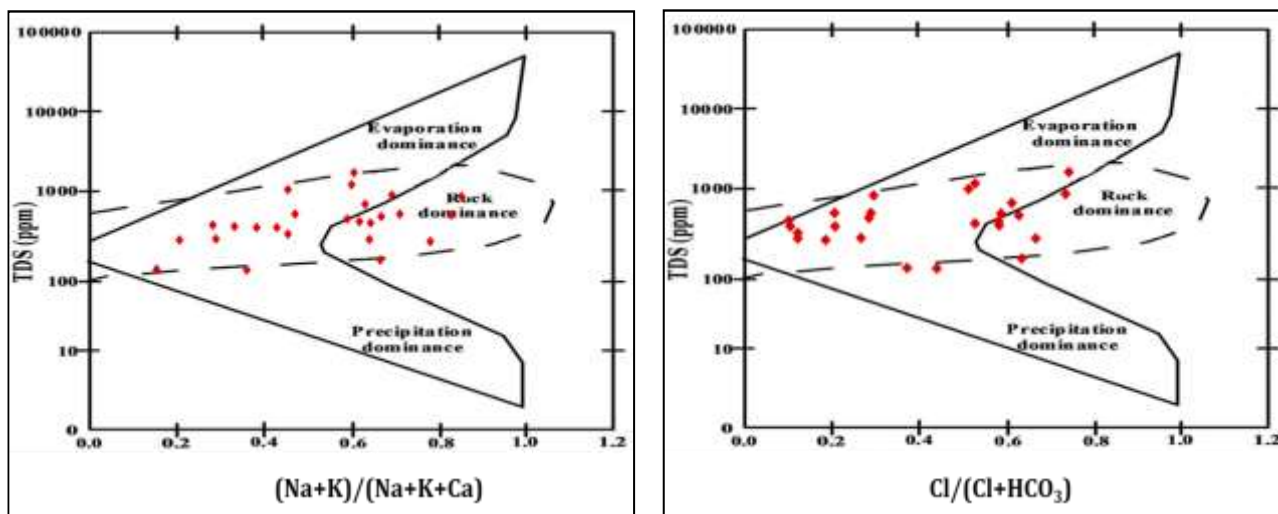 100000
10000
1000
100
10
0
TDS (ppm)
0.0 0.2 0.4 0.6 0.8 1.0 1.2
Evaporation
dominance
Rock
dominance
Precipitation
dominance
(Na+K)/(Na+K+Ca)
100000
10000
1000
100
10
0
TDS (ppm)
0.0 0.2 0.4 0.6 0.8 1.0 1.2
Evaporation
dominance
Rock
dominance
Precipitation
dominance
Cl/(Cl+HCO₃)